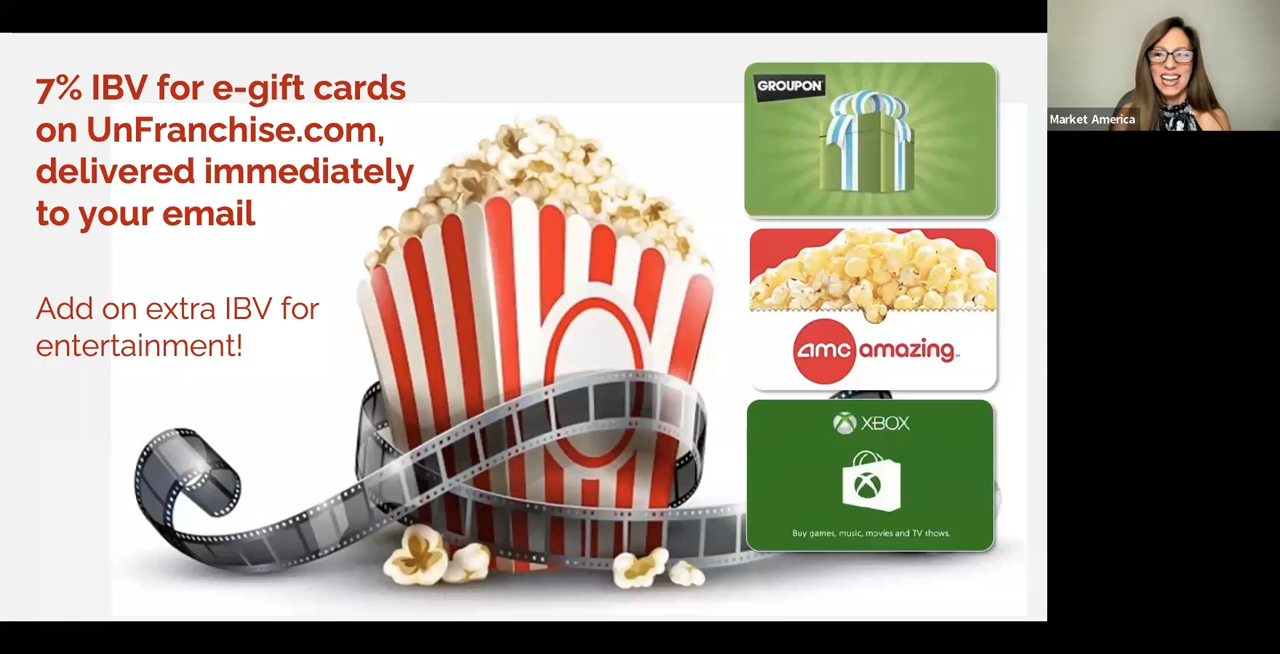 7% IBV for e-gift cards
on UnFranchise.com,
delivered immediately
to your email
Add on extra IBV for
entertainment!
GROUPON
amc amazing
XBOX
Buy games, music, movies and TV shows.
Market America